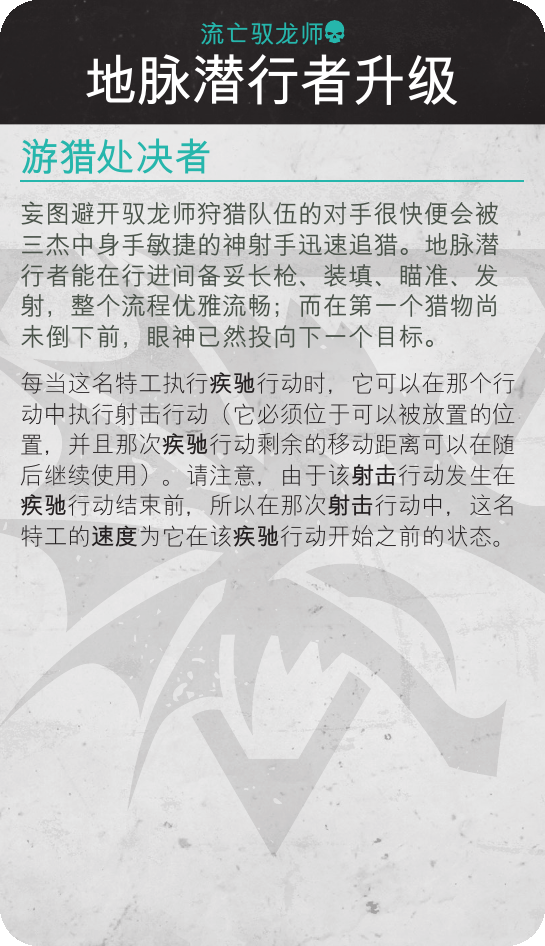 流亡驭龙师
地脉潜行者升级
游猎处决者
妄图避开驭龙师狩猎队伍的对手很快便会被
三杰中身手敏捷的神射手迅速追猎。地脉潜
行者能在行进间备妥长枪、装填、瞄准、发
射，整个流程优雅流畅；而在第一个猎物尚
未倒下前，眼神已然投向下一个目标。
每当这名特工执行疾驰行动时，它可以在那个行
动中执行射击行动（它必须位于可以被放置的位
置，并且那次疾驰行动剩余的移动距离可以在随
后继续使用）。请注意，由于该射击行动发生在
疾驰行动结束前，所以在那次射击行动中，这名
特工的速度为它在该疾驰行动开始之前的状态。